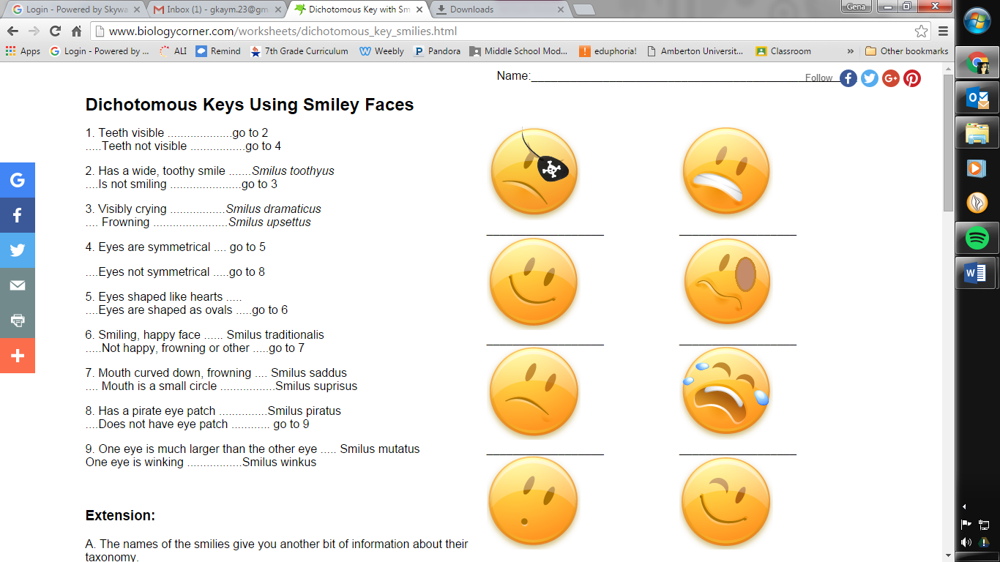 Login - Powered by Skywa
Inbox (1) - gkaym.23@gm
Dichotomous Key with Sm
Downloads
Gena
www.biologycorner.com/worksheets/dichotomous_key_smilies.html
Apps
Login - Powered by ...
ALI
Remind
7th Grade Curriculum
Weebly
Pandora
Middle School Mod...
eduphoria!
Amberton Universit...
Classroom
»
Other bookmarks
Name:____________________________________________________
Follow
Dichotomous Keys Using Smiley Faces
1. Teeth visible ....................go to 2
.....Teeth not visible .................go to 4
2. Has a wide, toothy smile .......Smilus toothyus
....Is not smiling ......................go to 3
3. Visibly crying .................Smilus dramaticus
.... Frowning .......................Smilus upsettus
4. Eyes are symmetrical .... go to 5
....Eyes not symmetrical .....go to 8
5. Eyes shaped like hearts .....
....Eyes are shaped as ovals .....go to 6
6. Smiling, happy face ...... Smilus traditionalis
.....Not happy, frowning or other .....go to 7
7. Mouth curved down, frowning .... Smilus saddus
.... Mouth is a small circle .................Smilus suprisus
8. Has a pirate eye patch ...............Smilus piratus
....Does not have eye patch ............ go to 9
9. One eye is much larger than the other eye ..... Smilus mutatus
One eye is winking .................Smilus winkus
Extension:
A. The names of the smilies give you another bit of information about their
taxonomy.